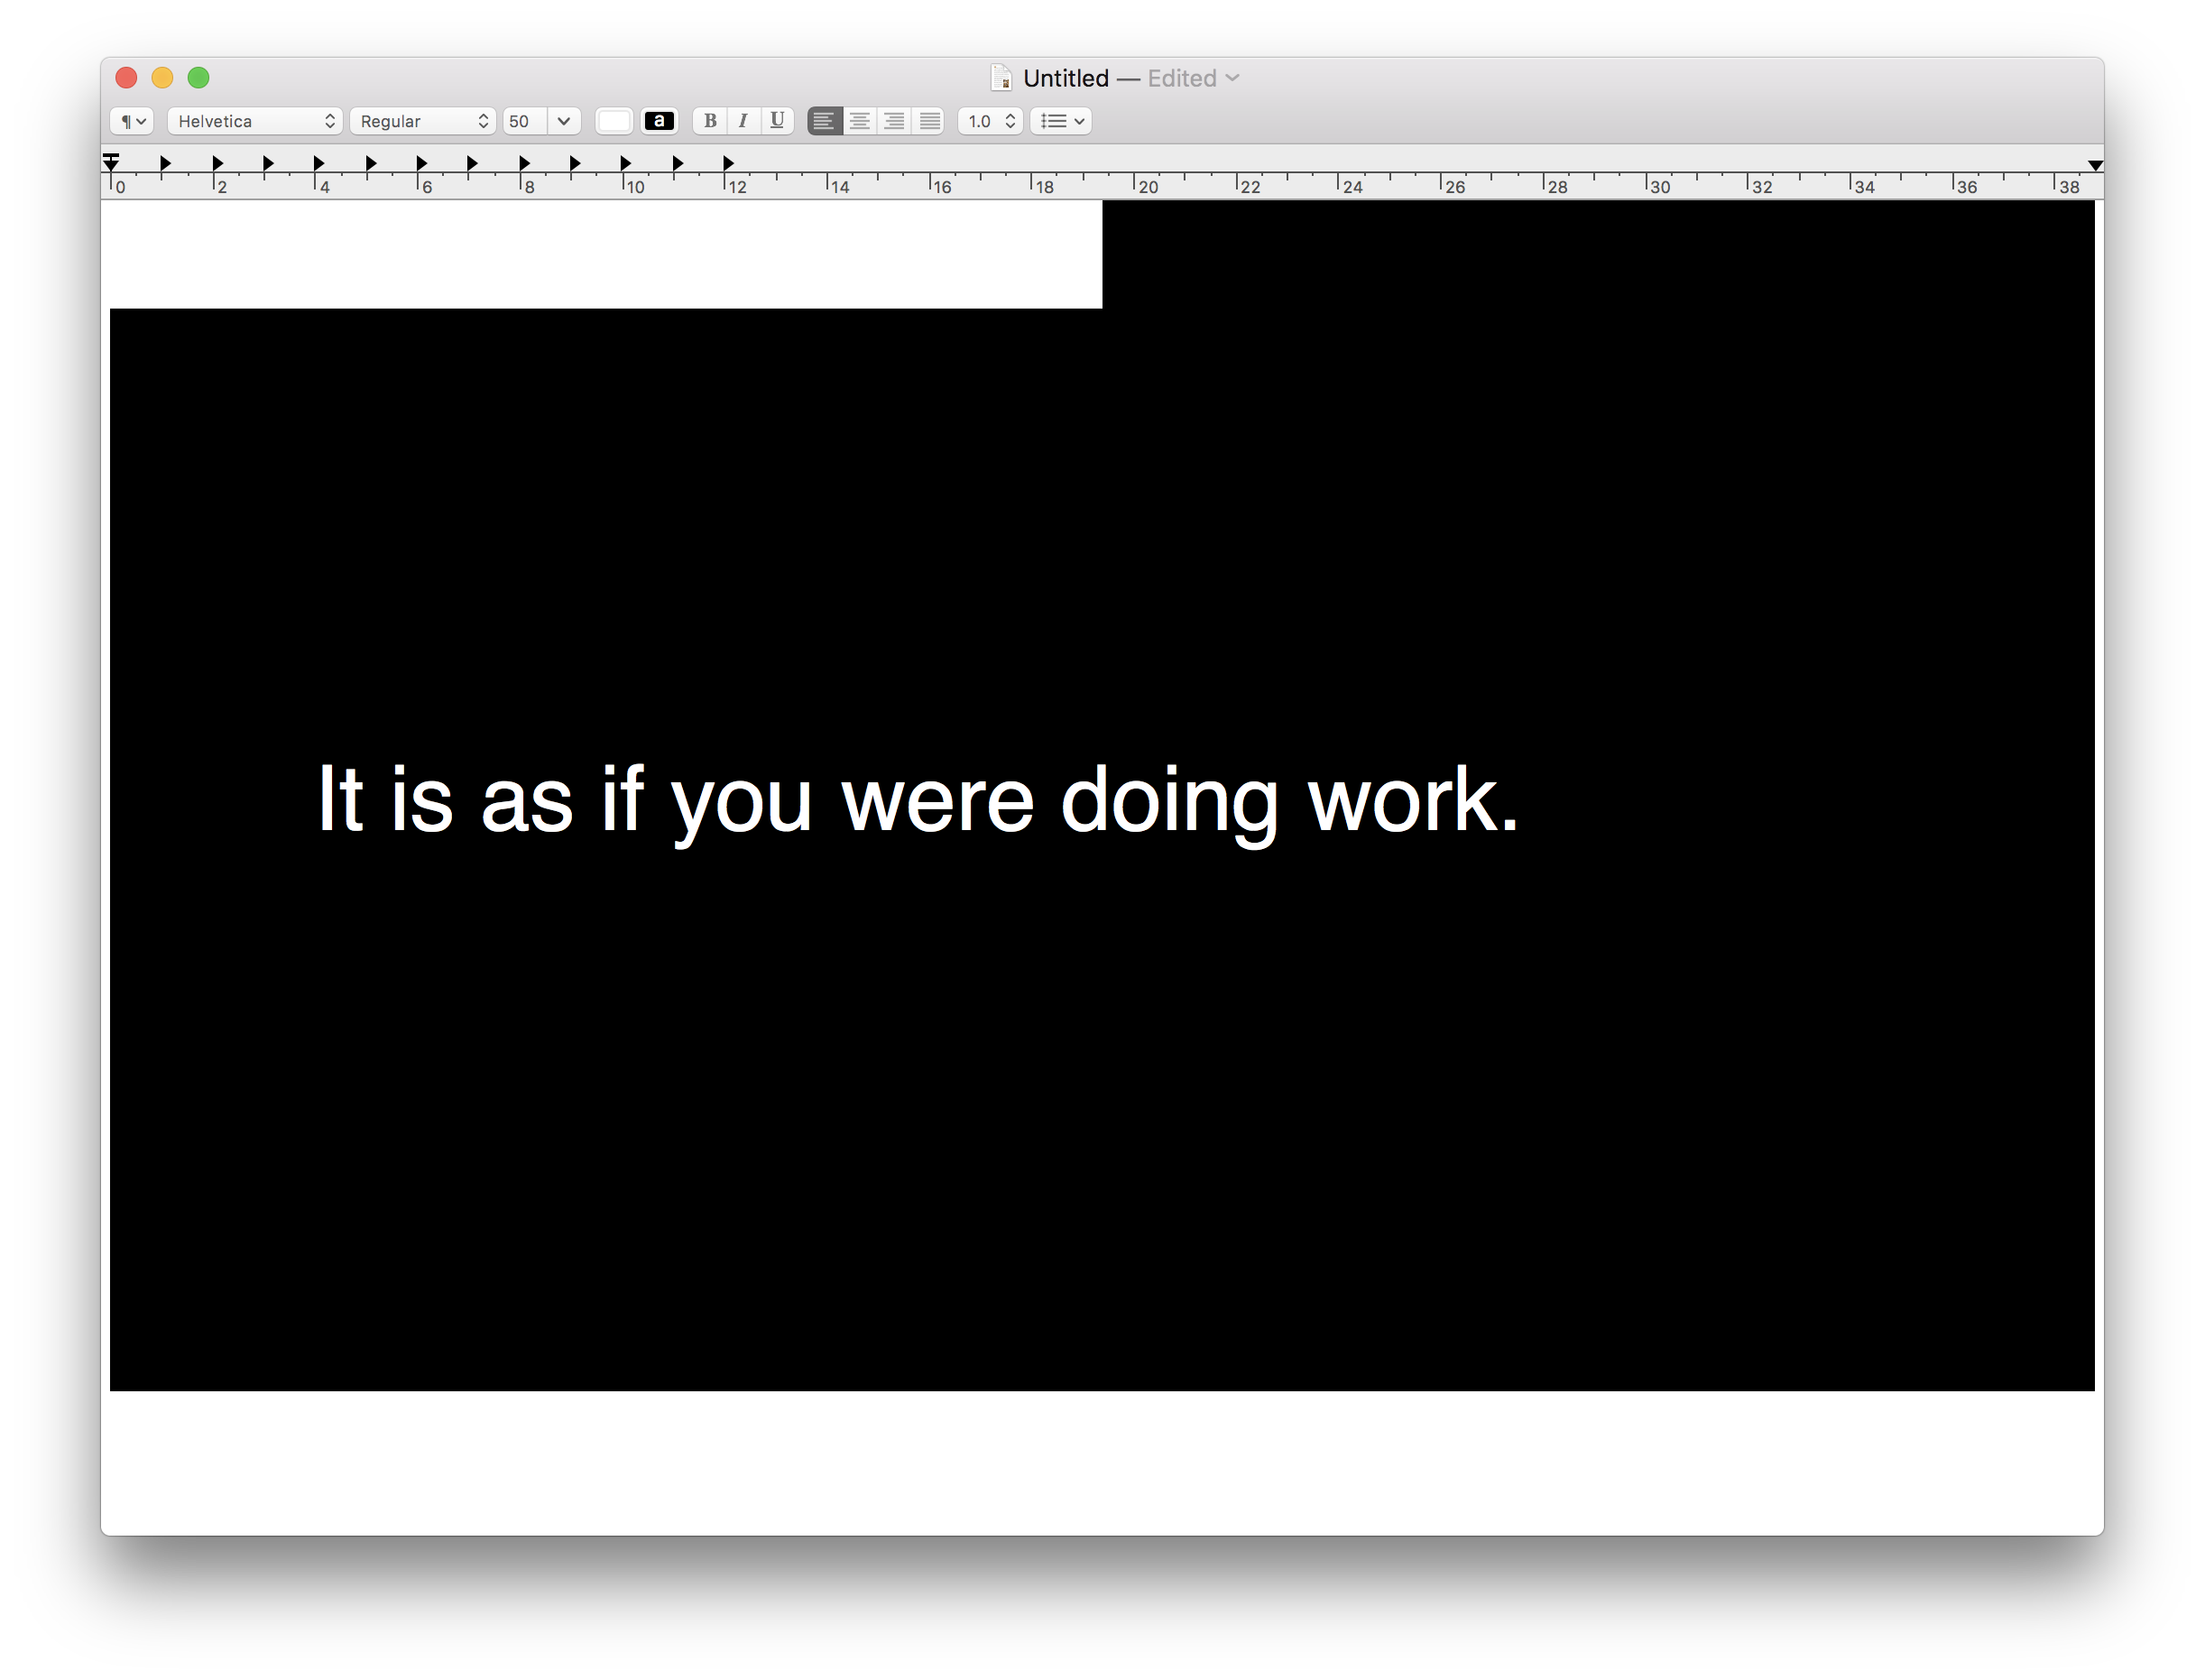 Untitled — Edited
¶ Helvetica Regular 50 a B I U 1.0
0 2 4 6 8 10 12 14 16 18 20 22 24 26 28 30 32 34 36 38
It is as if you were doing work.